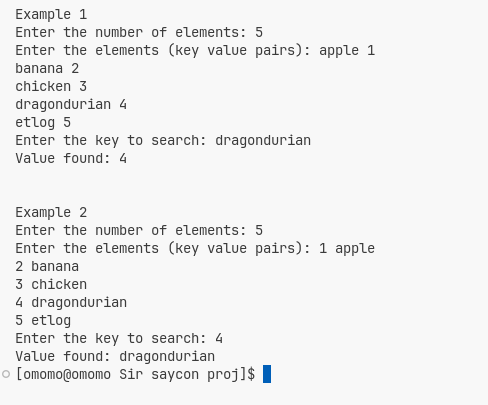 Example 1
Enter the number of elements: 5
Enter the elements (key value pairs): apple 1
banana 2
chicken 3
dragondurian 4
etlog 5
Enter the key to search: dragondurian
Value found: 4
Example 2
Enter the number of elements: 5
Enter the elements (key value pairs): 1 apple
2 banana
3 chicken
4 dragondurian
5 etlog
Enter the key to search: 4
Value found: dragondurian
[omomo@omomo Sir saycon proj]$